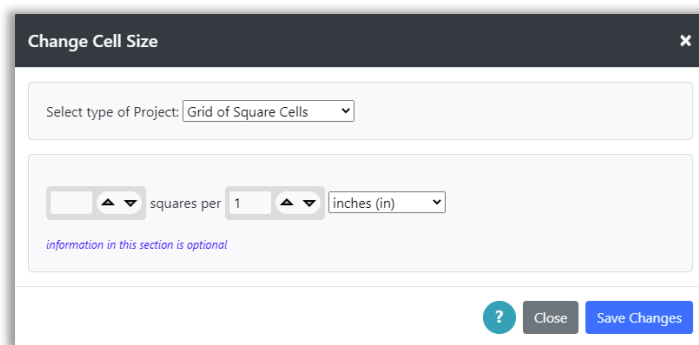 Change Cell Size ×
Select type of Project: Grid of Square Cells
squares per 1 inches (in)
information in this section is optional
? Close Save Changes